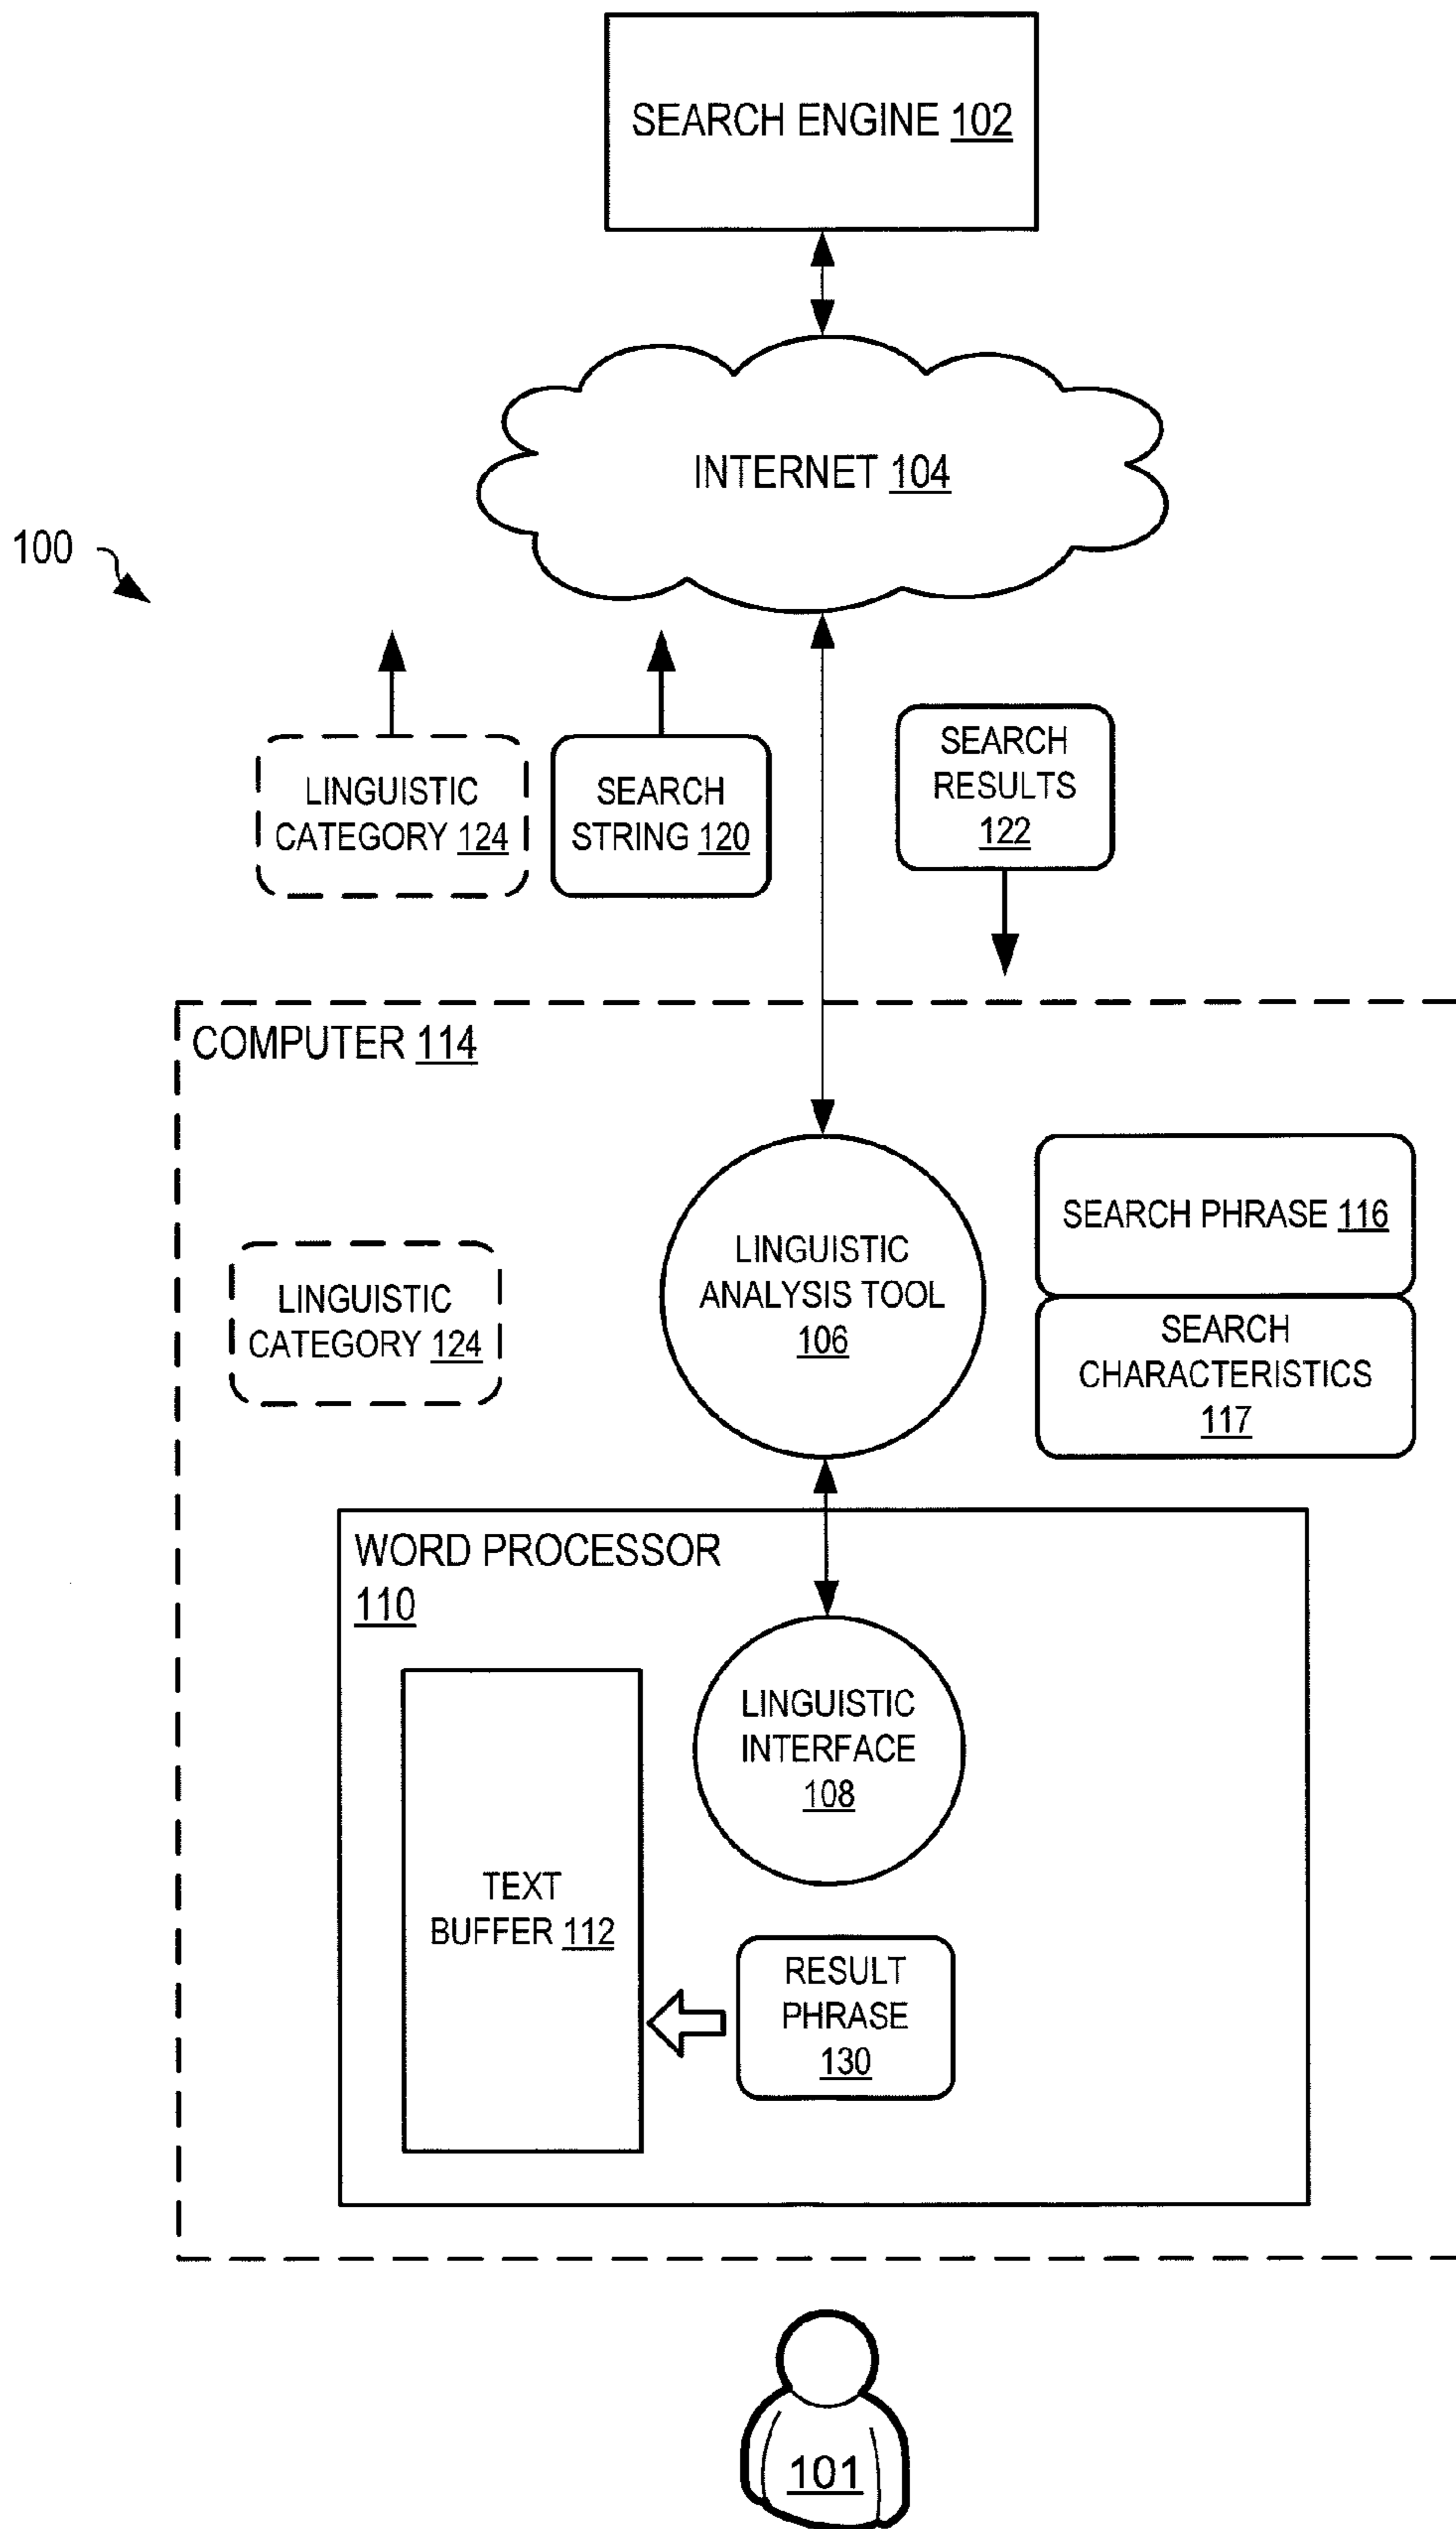 SEARCH ENGINE 102
INTERNET 104
100
LINGUISTIC
CATEGORY 124
SEARCH
STRING 120
SEARCH
RESULTS
122
COMPUTER 114
LINGUISTIC
CATEGORY 124
LINGUISTIC
ANALYSIS TOOL
106
SEARCH PHRASE 116
SEARCH
CHARACTERISTICS
117
WORD PROCESSOR
110
LINGUISTIC
INTERFACE
108
TEXT
BUFFER 112
RESULT
PHRASE
130
101